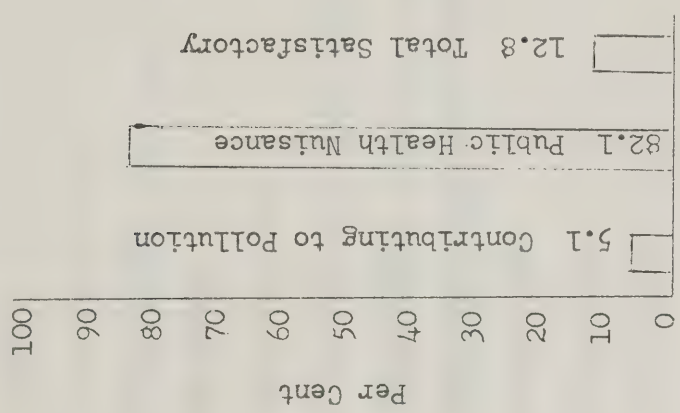 Per Cent
0 10 20 30 40 50 60 70 80 90 100
5.1 Contributing to Pollution
82.1 Public Health Nuisance
12.8 Total Satisfactory